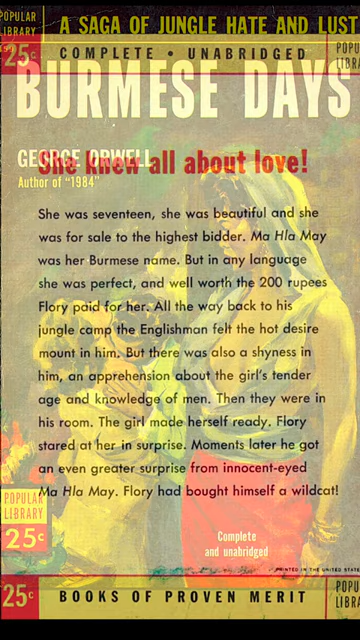 POPULAR
LIBRARY
A SAGA OF JUNGLE HATE AND LUST
25c
COMPLETE • UNABRIDGED
POPU
LIBRA
BURMESE DAYS
GEORGE ORWELL
Author of "1984"
She knew all about love!
She was seventeen, she was beautiful and she
was for sale to the highest bidder. Ma Hla May
was her Burmese name. But in any language
she was perfect, and well worth the 200 rupees
Flory paid for her. All the way back to his
jungle camp the Englishman felt the hot desire
mount in him. But there was also a shyness in
him, an apprehension about the girl's tender
age and knowledge of men. Then they were in
his room. The girl made herself ready. Flory
stared at her in surprise. Moments later he got
an even greater surprise from innocent-eyed
Ma Hla May. Flory had bought himself a wildcat!
POPULAR
LIBRARY
25c
Complete
and unabridged
PRINTED IN THE UNITED STATE
25c
BOOKS OF PROVEN MERIT
POPU
LIBRA